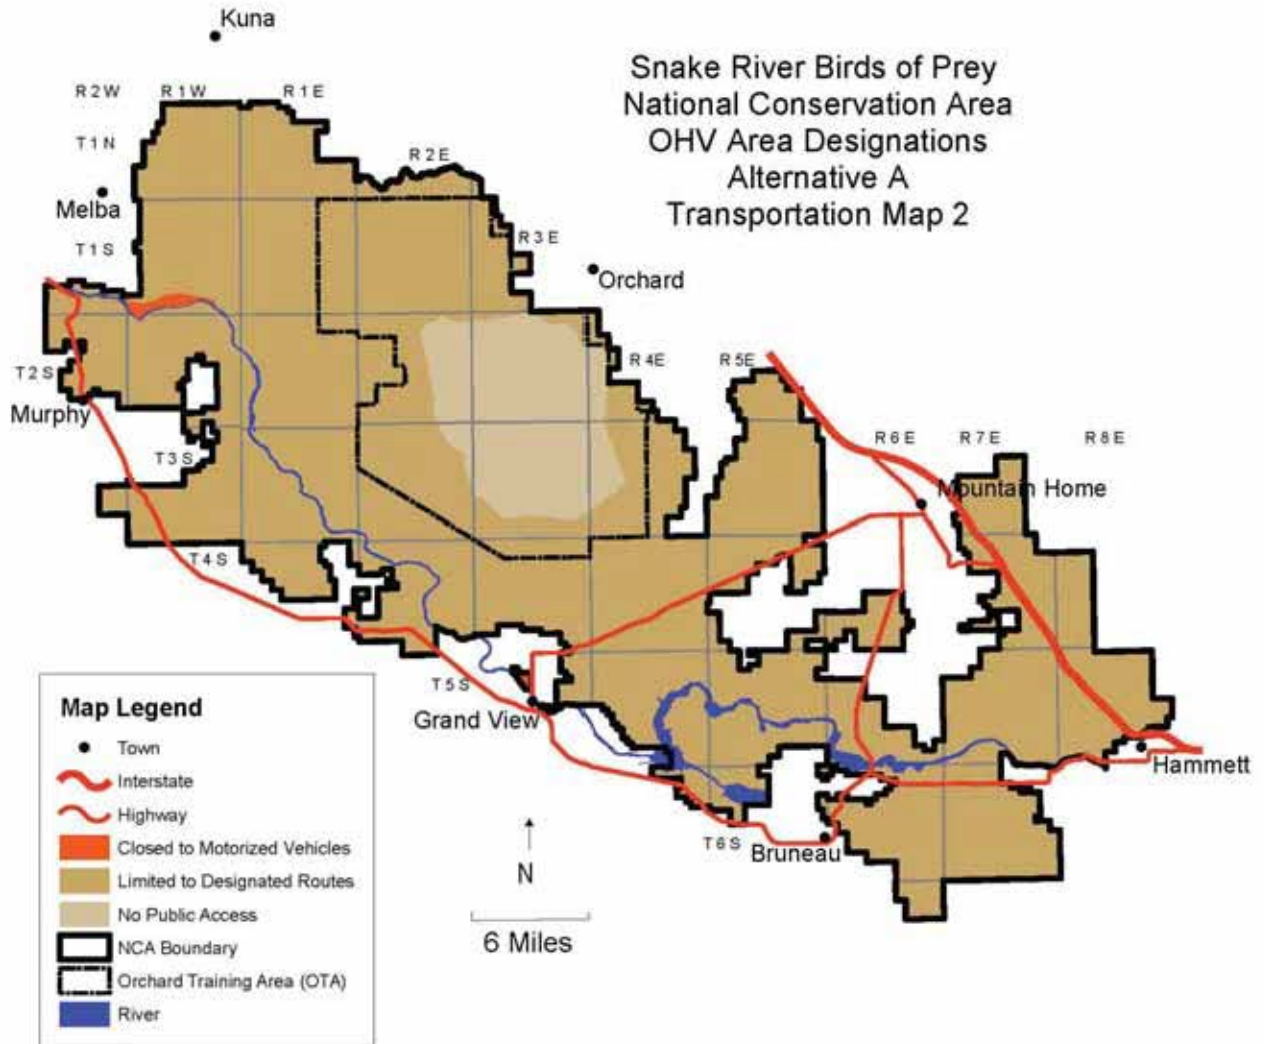 Kuna
Snake River Birds of Prey
National Conservation Area
OHV Area Designations
Alternative A
Transportation Map 2
R 2 W
R 1 W
R 1 E
T 1 N
R 2 E
Melba
T 1 S
R 3 E
Orchard
R 4 E
R 5 E
T 2 S
Murphy
R 6 E
R 7 E
R 8 E
T 3 S
Mountain Home
T 4 S
T 5 S
Grand View
Hammett
T 6 S
Bruneau
N
6 Miles
Map Legend
Town
Interstate
Highway
Closed to Motorized Vehicles
Limited to Designated Routes
No Public Access
NCA Boundary
Orchard Training Area (OTA)
River